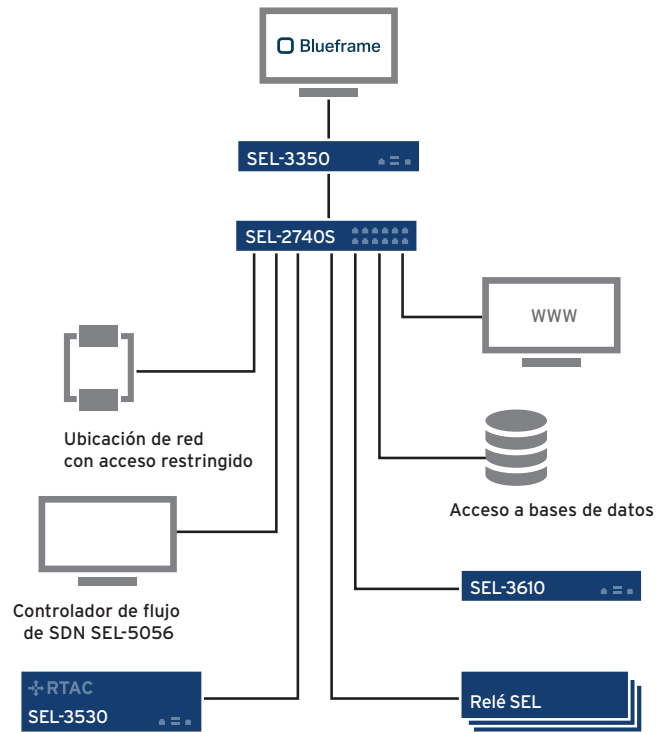 Blueframe
SEL-3350
SEL-2740S
WWW
Ubicación de red
con acceso restringido
Acceso a bases de datos
Controlador de flujo
de SDN SEL-5056
SEL-3610
RTAC
SEL-3530
Relé SEL